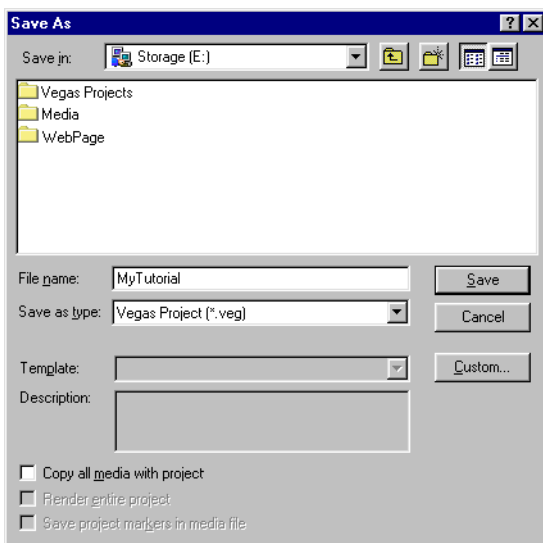 Save As
Save in: Storage (E:)
Vegas Projects
Media
WebPage
File name: MyTutorial Save
Save as type: Vegas Project (*.veg) Cancel
Template: Custom...
Description:
Copy all media with project
Render entire project
Save project markers in media file